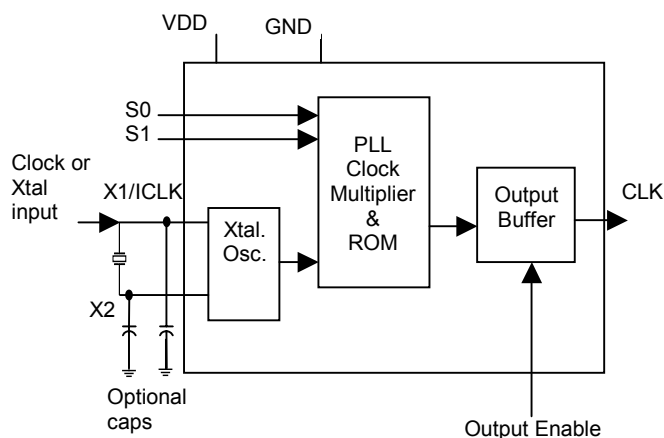 VDD
GND
S0
S1
PLL
Clock
Multiplier
&
ROM
Clock or
Xtal
input
X1/ICLK
Xtal.
Osc.
Output
Buffer
CLK
X2
Optional
caps
Output Enable